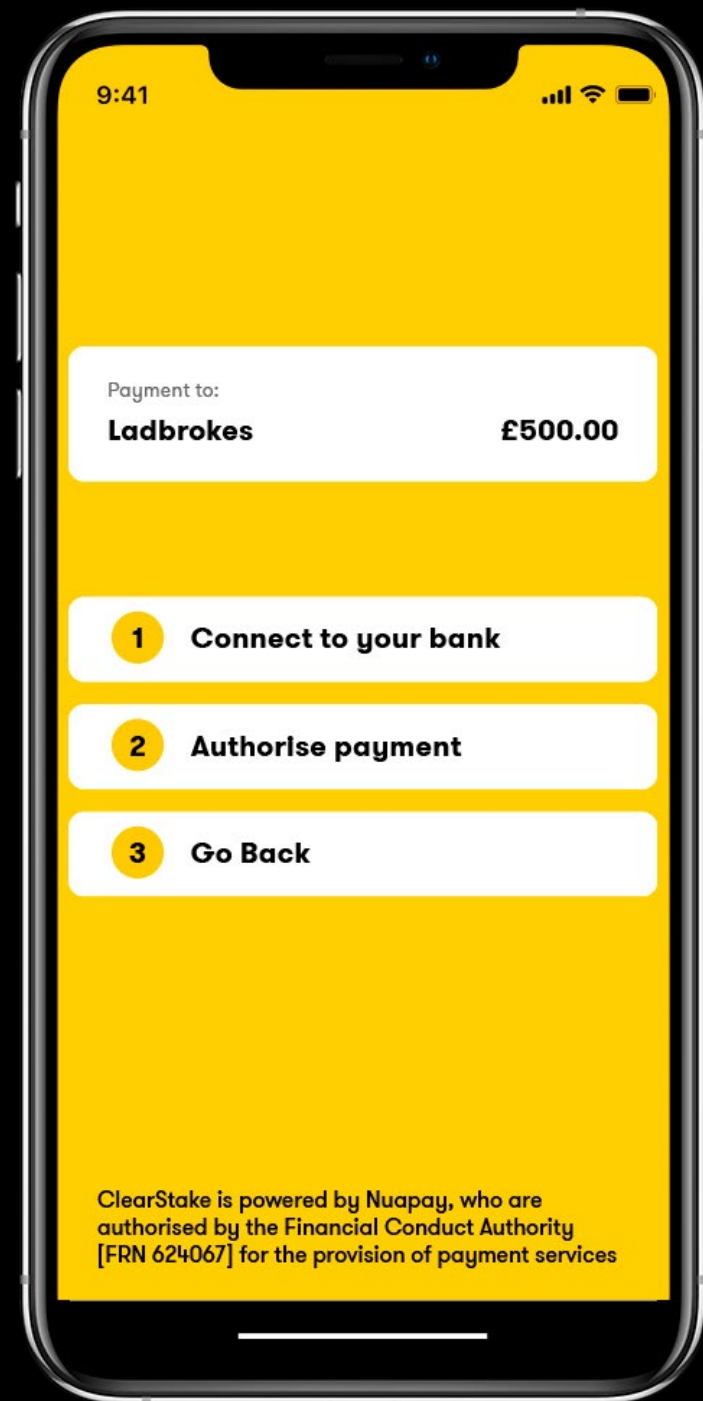 9:41
Payment to:
Ladbrokes £500.00
1 Connect to your bank
2 Authorise payment
3 Go Back
ClearStake is powered by Nuapay, who are
authorised by the Financial Conduct Authority
[FRN 624067] for the provision of payment services